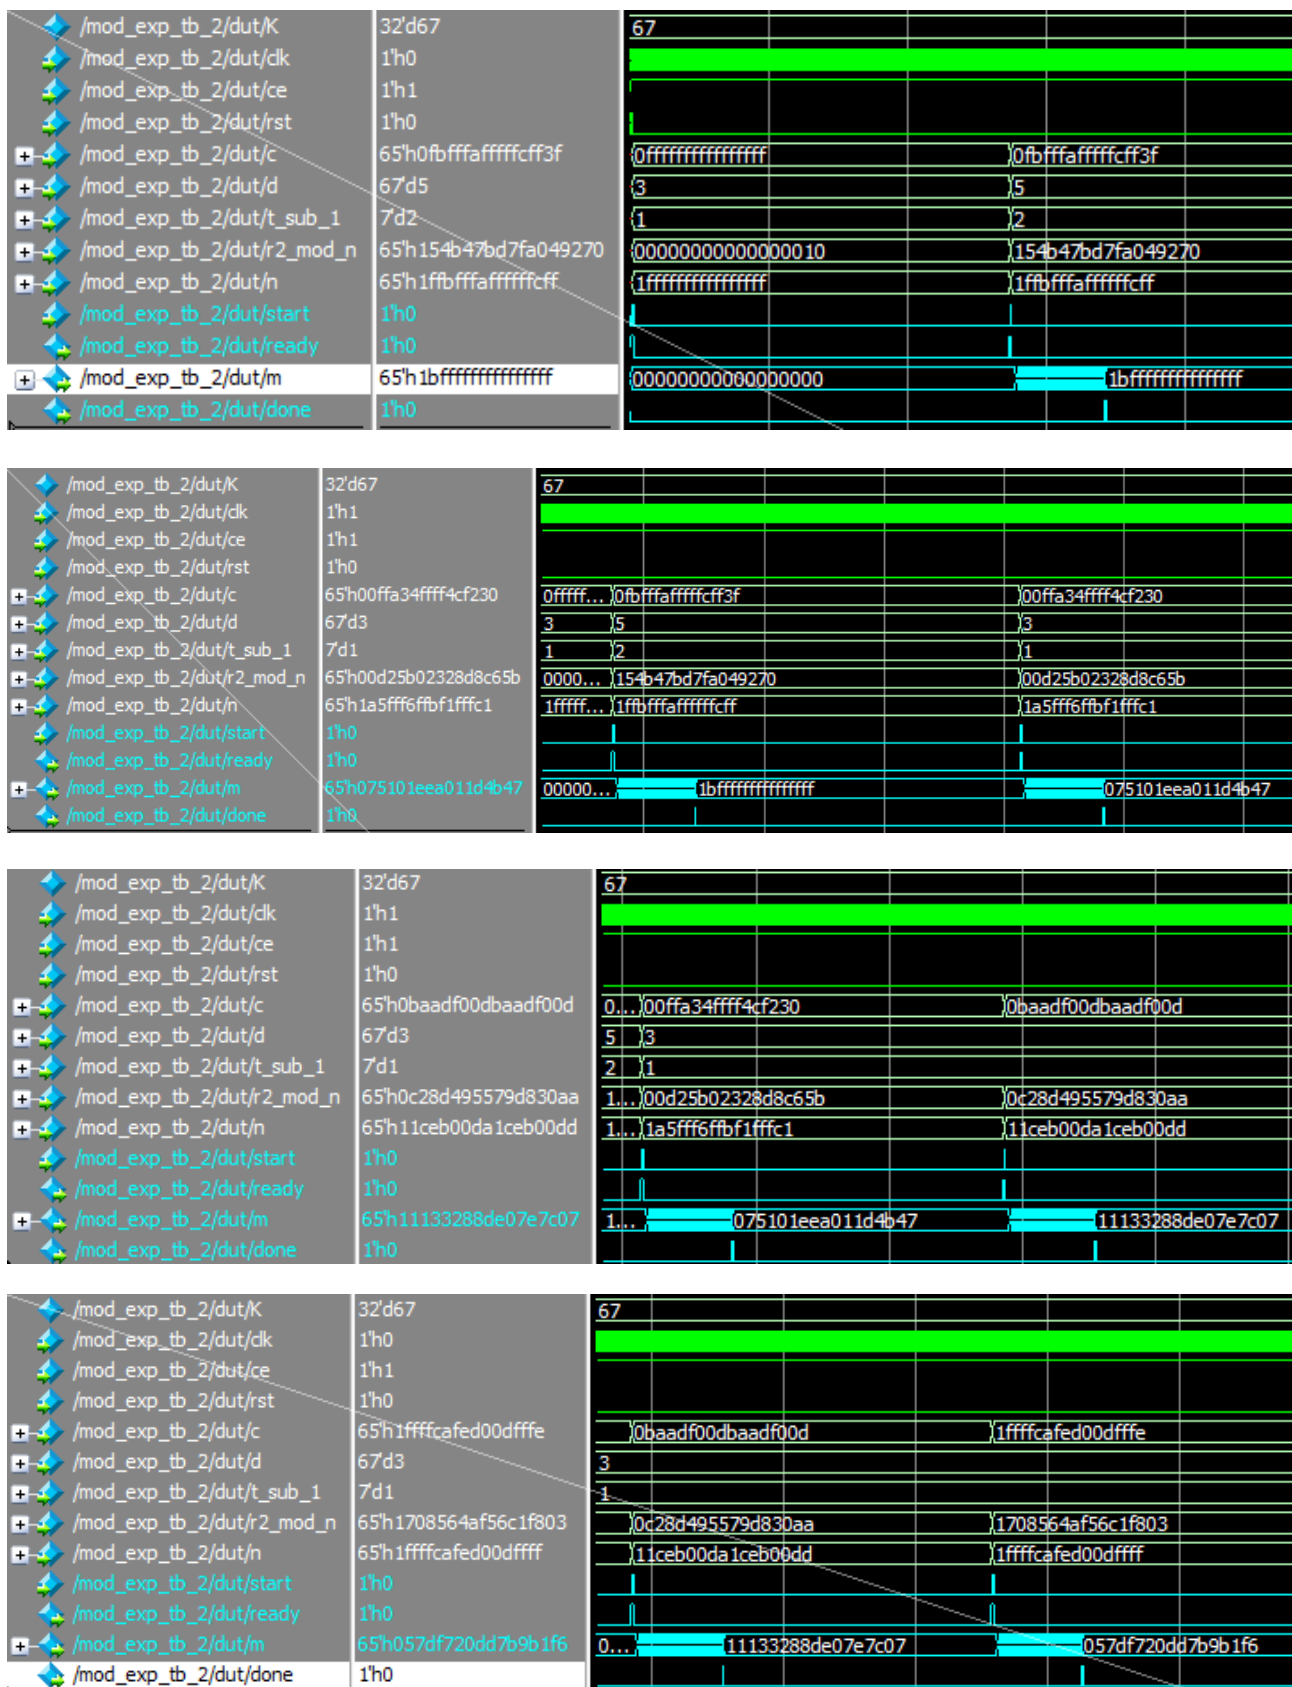 /mod_exp_tb_2/dut/K 32'd67 67
/mod_exp_tb_2/dut/clk 1'h0
/mod_exp_tb_2/dut/ce 1'h1
/mod_exp_tb_2/dut/rst 1'h0
/mod_exp_tb_2/dut/c 65'h0fbfffafffffcff3f 0ffffffffffffffff 0fbfffafffffcff3f
/mod_exp_tb_2/dut/d 67'd5 3 5
/mod_exp_tb_2/dut/t_sub_1 7'd2 1 2
/mod_exp_tb_2/dut/r2_mod_n 65'h154b47bd7fa049270 00000000000000010 154b47bd7fa049270
/mod_exp_tb_2/dut/n 65'h1ffbfffaffffffcff 1ffffffffffffffff 1ffbfffaffffffcff
/mod_exp_tb_2/dut/start 1'h0
/mod_exp_tb_2/dut/ready 1'h0
/mod_exp_tb_2/dut/m 65'h1bfffffffffffffff 00000000000000000 1bfffffffffffffff
/mod_exp_tb_2/dut/done 1'h0
/mod_exp_tb_2/dut/K 32'd67 67
/mod_exp_tb_2/dut/clk 1'h1
/mod_exp_tb_2/dut/ce 1'h1
/mod_exp_tb_2/dut/rst 1'h0
/mod_exp_tb_2/dut/c 65'h00ffa34ffff4cf230 0fffff... 0fbfffafffffcff3f 00ffa34ffff4cf230
/mod_exp_tb_2/dut/d 67'd3 3 5 3
/mod_exp_tb_2/dut/t_sub_1 7'd1 1 2 1
/mod_exp_tb_2/dut/r2_mod_n 65'h00d25b02328d8c65b 0000... 154b47bd7fa049270 00d25b02328d8c65b
/mod_exp_tb_2/dut/n 65'h1a5fff6ffbf1fffc1 1fffff... 1ffbfffaffffffcff 1a5fff6ffbf1fffc1
/mod_exp_tb_2/dut/start 1'h0
/mod_exp_tb_2/dut/ready 1'h0
/mod_exp_tb_2/dut/m 65'h075101eea011d4b47 00000... 1bfffffffffffffff 075101eea011d4b47
/mod_exp_tb_2/dut/done 1'h0
/mod_exp_tb_2/dut/K 32'd67 67
/mod_exp_tb_2/dut/clk 1'h1
/mod_exp_tb_2/dut/ce 1'h1
/mod_exp_tb_2/dut/rst 1'h0
/mod_exp_tb_2/dut/c 65'h0baadf00dbaadf00d 0... 00ffa34ffff4cf230 0baadf00dbaadf00d
/mod_exp_tb_2/dut/d 67'd3 5 3
/mod_exp_tb_2/dut/t_sub_1 7'd1 2 1
/mod_exp_tb_2/dut/r2_mod_n 65'h0c28d495579d830aa 1... 00d25b02328d8c65b 0c28d495579d830aa
/mod_exp_tb_2/dut/n 65'h11ceb00da1ceb00dd 1... 1a5fff6ffbf1fffc1 11ceb00da1ceb00dd
/mod_exp_tb_2/dut/start 1'h0
/mod_exp_tb_2/dut/ready 1'h0
/mod_exp_tb_2/dut/m 65'h11133288de07e7c07 1... 075101eea011d4b47 11133288de07e7c07
/mod_exp_tb_2/dut/done 1'h0
/mod_exp_tb_2/dut/K 32'd67 67
/mod_exp_tb_2/dut/clk 1'h0
/mod_exp_tb_2/dut/ce 1'h1
/mod_exp_tb_2/dut/rst 1'h0
/mod_exp_tb_2/dut/c 65'h1ffffcafed00dfffe 0baadf00dbaadf00d 1ffffcafed00dfffe
/mod_exp_tb_2/dut/d 67'd3 3
/mod_exp_tb_2/dut/t_sub_1 7'd1 1
/mod_exp_tb_2/dut/r2_mod_n 65'h1708564af56c1f803 0c28d495579d830aa 1708564af56c1f803
/mod_exp_tb_2/dut/n 65'h1ffffcafed00dffff 11ceb00da1ceb00dd 1ffffcafed00dffff
/mod_exp_tb_2/dut/start 1'h0
/mod_exp_tb_2/dut/ready 1'h0
/mod_exp_tb_2/dut/m 65'h057df720dd7b9b1f6 0... 11133288de07e7c07 057df720dd7b9b1f6
/mod_exp_tb_2/dut/done 1'h0